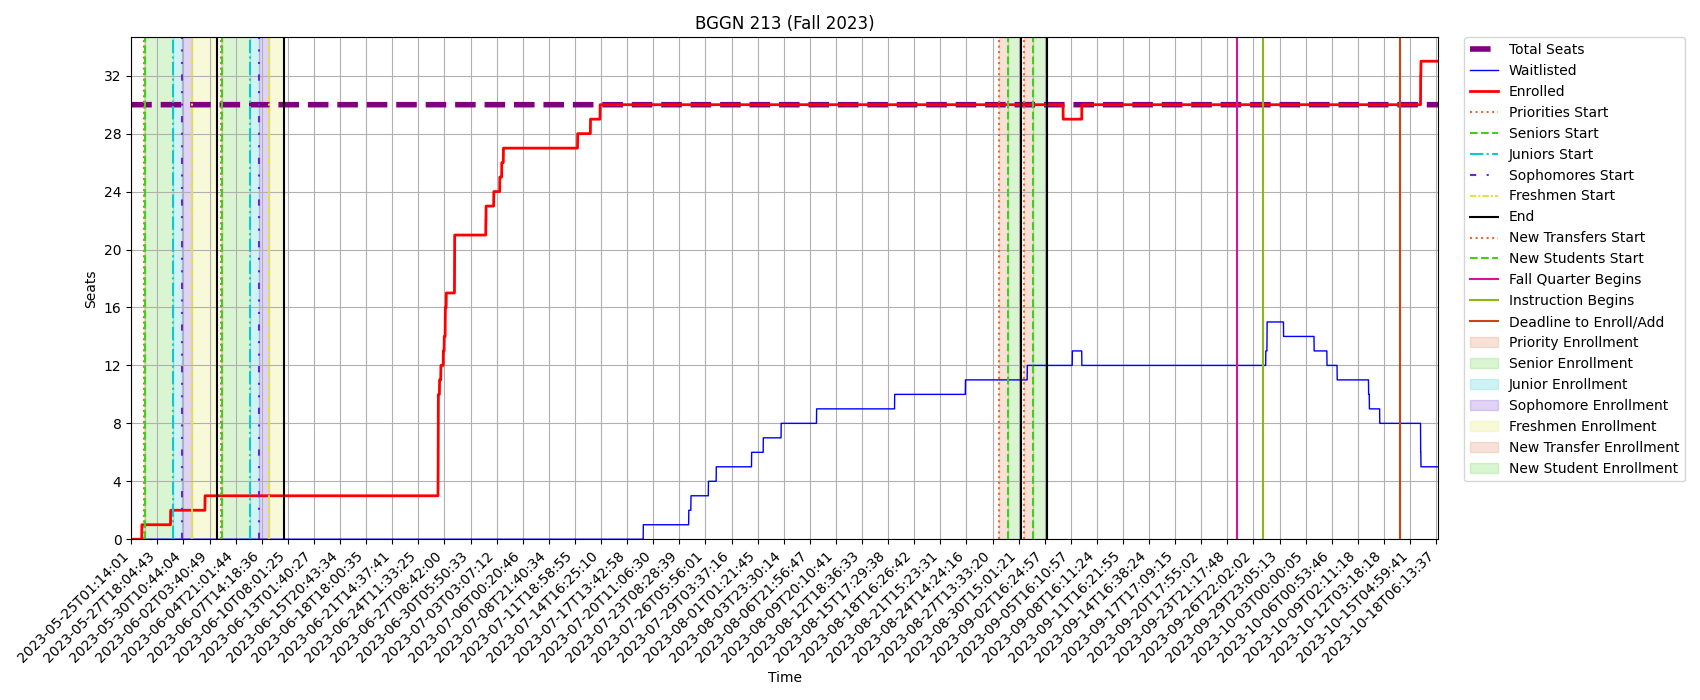 BGGN 213 (Fall 2023)
Seats
32
28
24
20
16
12
8
4
0
2023-05-25T01:14:01
2023-05-27T18:04:43
2023-05-30T10:44:04
2023-06-02T03:40:49
2023-06-04T21:01:44
2023-06-07T14:18:36
2023-06-10T08:01:25
2023-06-13T01:40:27
2023-06-15T20:43:34
2023-06-18T18:00:35
2023-06-21T14:37:41
2023-06-24T11:33:25
2023-06-27T08:42:00
2023-06-30T05:50:33
2023-07-03T03:07:12
2023-07-06T00:20:46
2023-07-08T21:40:34
2023-07-11T18:58:55
2023-07-14T16:25:10
2023-07-17T13:42:58
2023-07-20T11:06:30
2023-07-23T08:28:39
2023-07-26T05:56:01
2023-07-29T03:37:16
2023-08-01T01:21:45
2023-08-03T23:30:14
2023-08-06T21:56:47
2023-08-09T20:10:41
2023-08-12T18:36:33
2023-08-15T17:29:38
2023-08-18T16:26:42
2023-08-21T15:23:31
2023-08-24T14:24:16
2023-08-27T13:33:20
2023-08-30T15:01:21
2023-09-02T16:24:57
2023-09-05T16:10:57
2023-09-08T16:11:24
2023-09-11T16:21:55
2023-09-14T16:38:24
2023-09-17T17:09:15
2023-09-20T17:55:02
2023-09-23T21:17:48
2023-09-26T22:02:02
2023-09-29T23:05:13
2023-10-03T00:00:05
2023-10-06T00:53:46
2023-10-09T02:11:18
2023-10-12T03:18:18
2023-10-15T04:59:41
2023-10-18T06:13:37
Time
Total Seats
Waitlisted
Enrolled
Priorities Start
Seniors Start
Juniors Start
Sophomores Start
Freshmen Start
End
New Transfers Start
New Students Start
Fall Quarter Begins
Instruction Begins
Deadline to Enroll/Add
Priority Enrollment
Senior Enrollment
Junior Enrollment
Sophomore Enrollment
Freshmen Enrollment
New Transfer Enrollment
New Student Enrollment